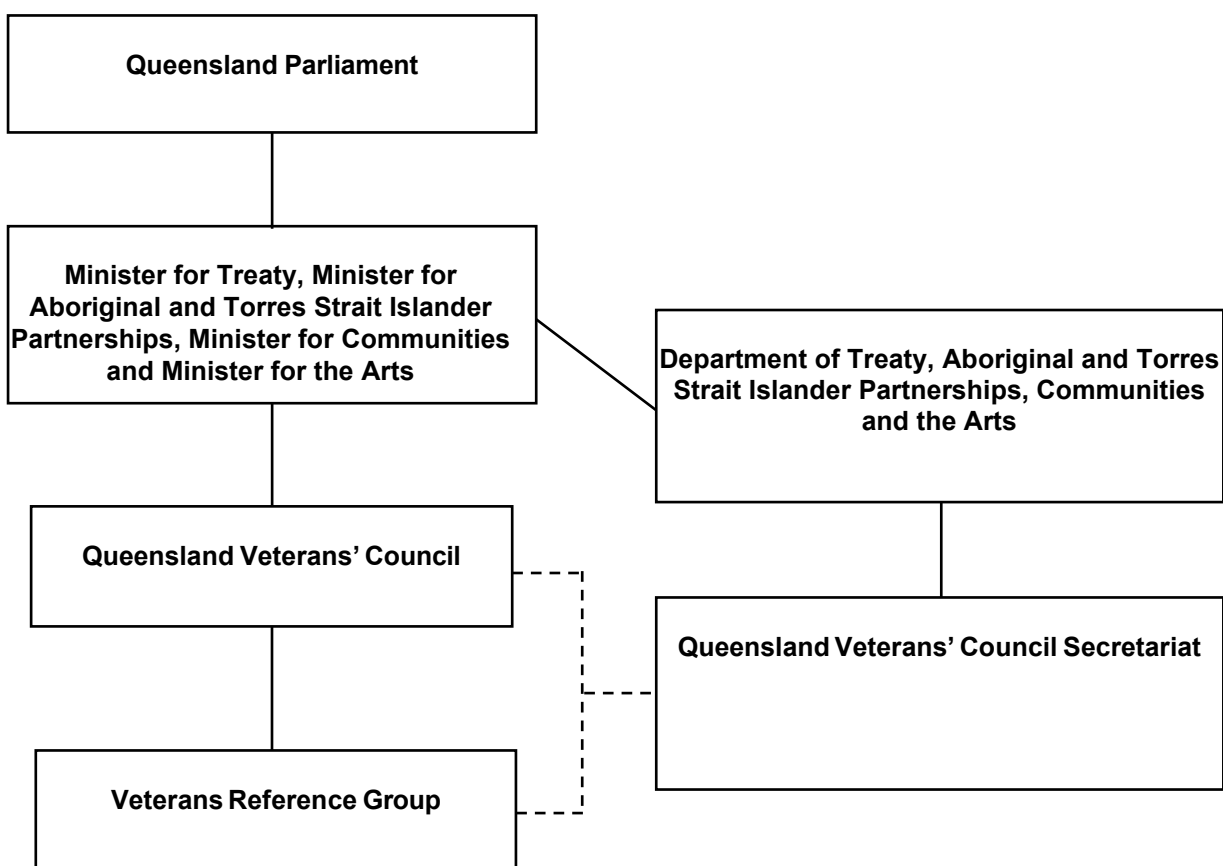 Queensland Parliament
Minister for Treaty, Minister for
Aboriginal and Torres Strait Islander
Partnerships, Minister for Communities
and Minister for the Arts
Department of Treaty, Aboriginal and Torres
Strait Islander Partnerships, Communities
and the Arts
Queensland Veterans’ Council
Queensland Veterans’ Council Secretariat
Veterans Reference Group